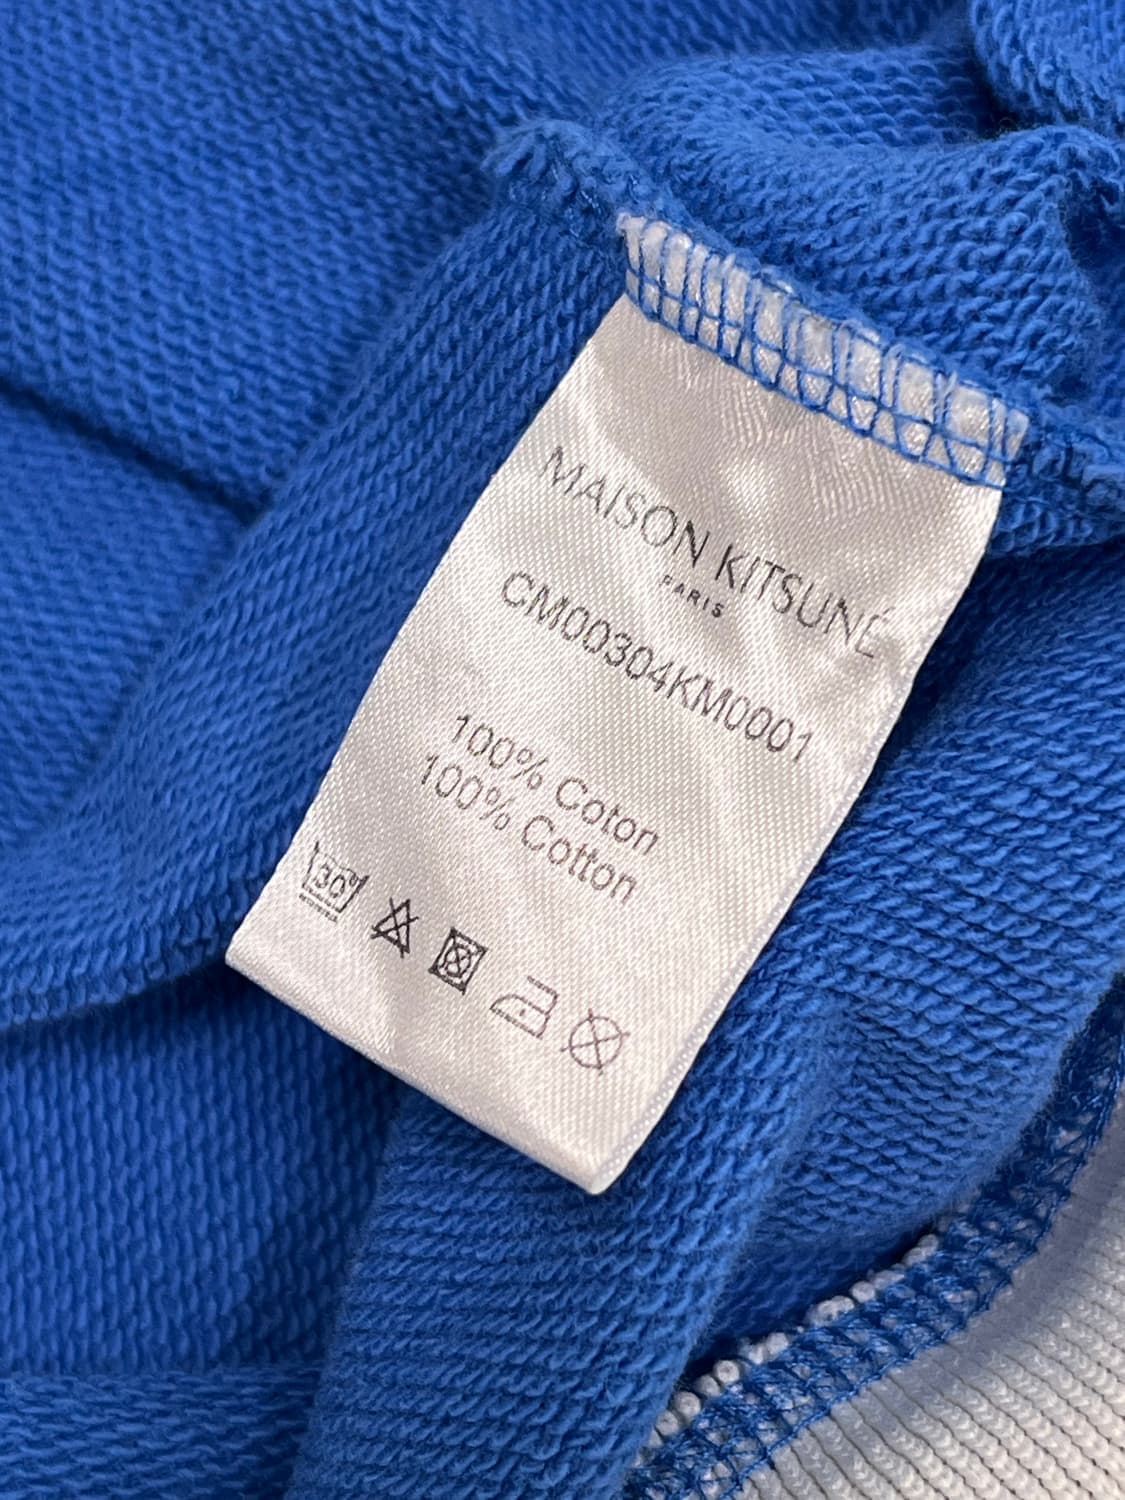 MAISON KITSUNÉ
PARIS
CM00304KM0001
100% Coton
100% Cotton
30°